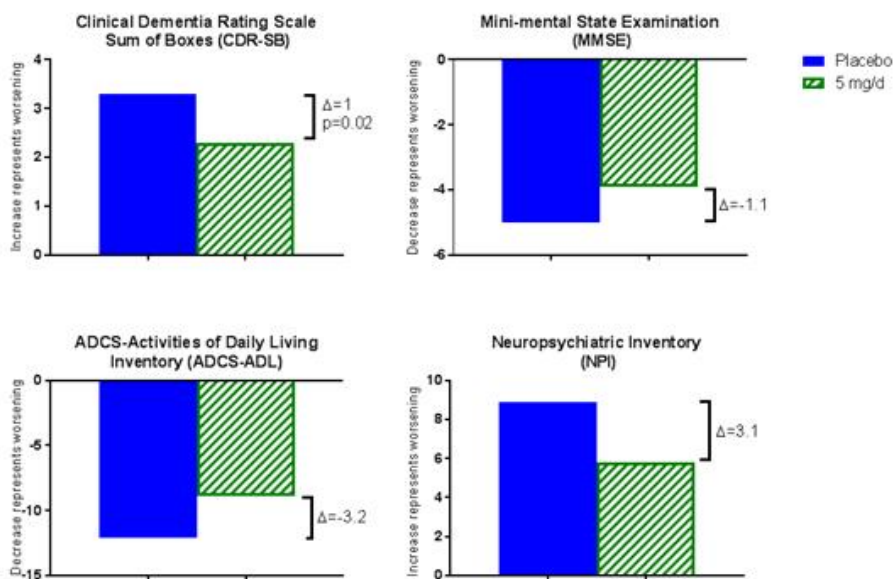 Clinical Dementia Rating Scale
Sum of Boxes (CDR-SB)
Increase represents worsening
4
3
2
1
0
Δ=1
p=0.02
Mini-mental State Examination
(MMSE)
Decrease represents worsening
0
-2
-4
-6
Δ=-1.1
Placebo
5 mg/d
ADCS-Activities of Daily Living
Inventory (ADCS-ADL)
Decrease represents worsening
0
-5
-10
-15
Δ=-3.2
Neuropsychiatric Inventory
(NPI)
Increase represents worsening
10
8
6
4
2
0
Δ=3.1